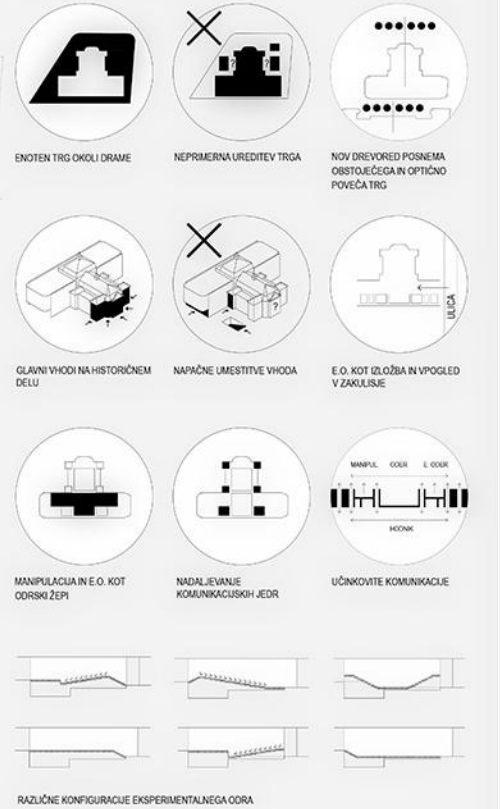 ? ?
ENOTEN TRG OKOLI DRAME
NEPRIMERNA UREDITEV TRGA
NOV DREVORED POSNEMA
OBSTOJEČEGA IN OPTIČNO
POVEČA TRG
?
ULICA
GLAVNI VHODI NA HISTORIČNEM
DELU
NAPAČNE UMESTITVE VHODA
E.O. KOT IZLOŽBA IN VPOGLED
V ZAKULISJE
MANIPUL. ODER E. ODER
HODNIK
MANIPULACIJA IN E.O. KOT
ODRSKI ŽEPI
NADALJEVANJE
KOMUNIKACIJSKIH JEDR
UČINKOVITE KOMUNIKACIJE
RAZLIČNE KONFIGURACIJE EKSPERIMENTALNEGA ODRA